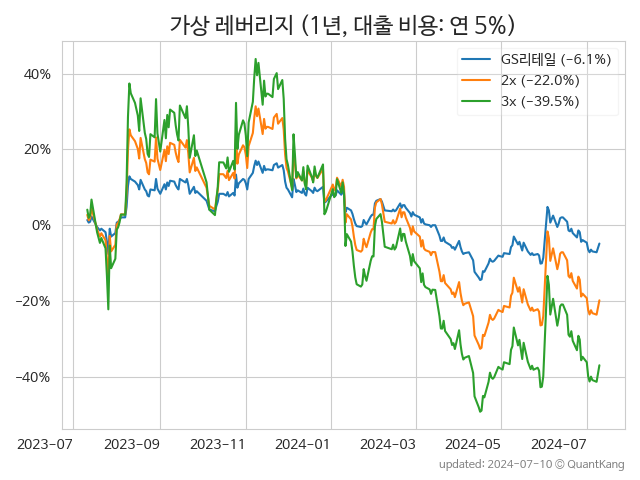 가상 레버리지 (1년, 대출 비용: 연 5%)
GS리테일 (−6.1%)
2x (−22.0%)
3x (−39.5%)
40%
20%
0%
−20%
−40%
2023-07 2023-09 2023-11 2024-01 2024-03 2024-05 2024-07
updated: 2024-07-10 © QuantKang